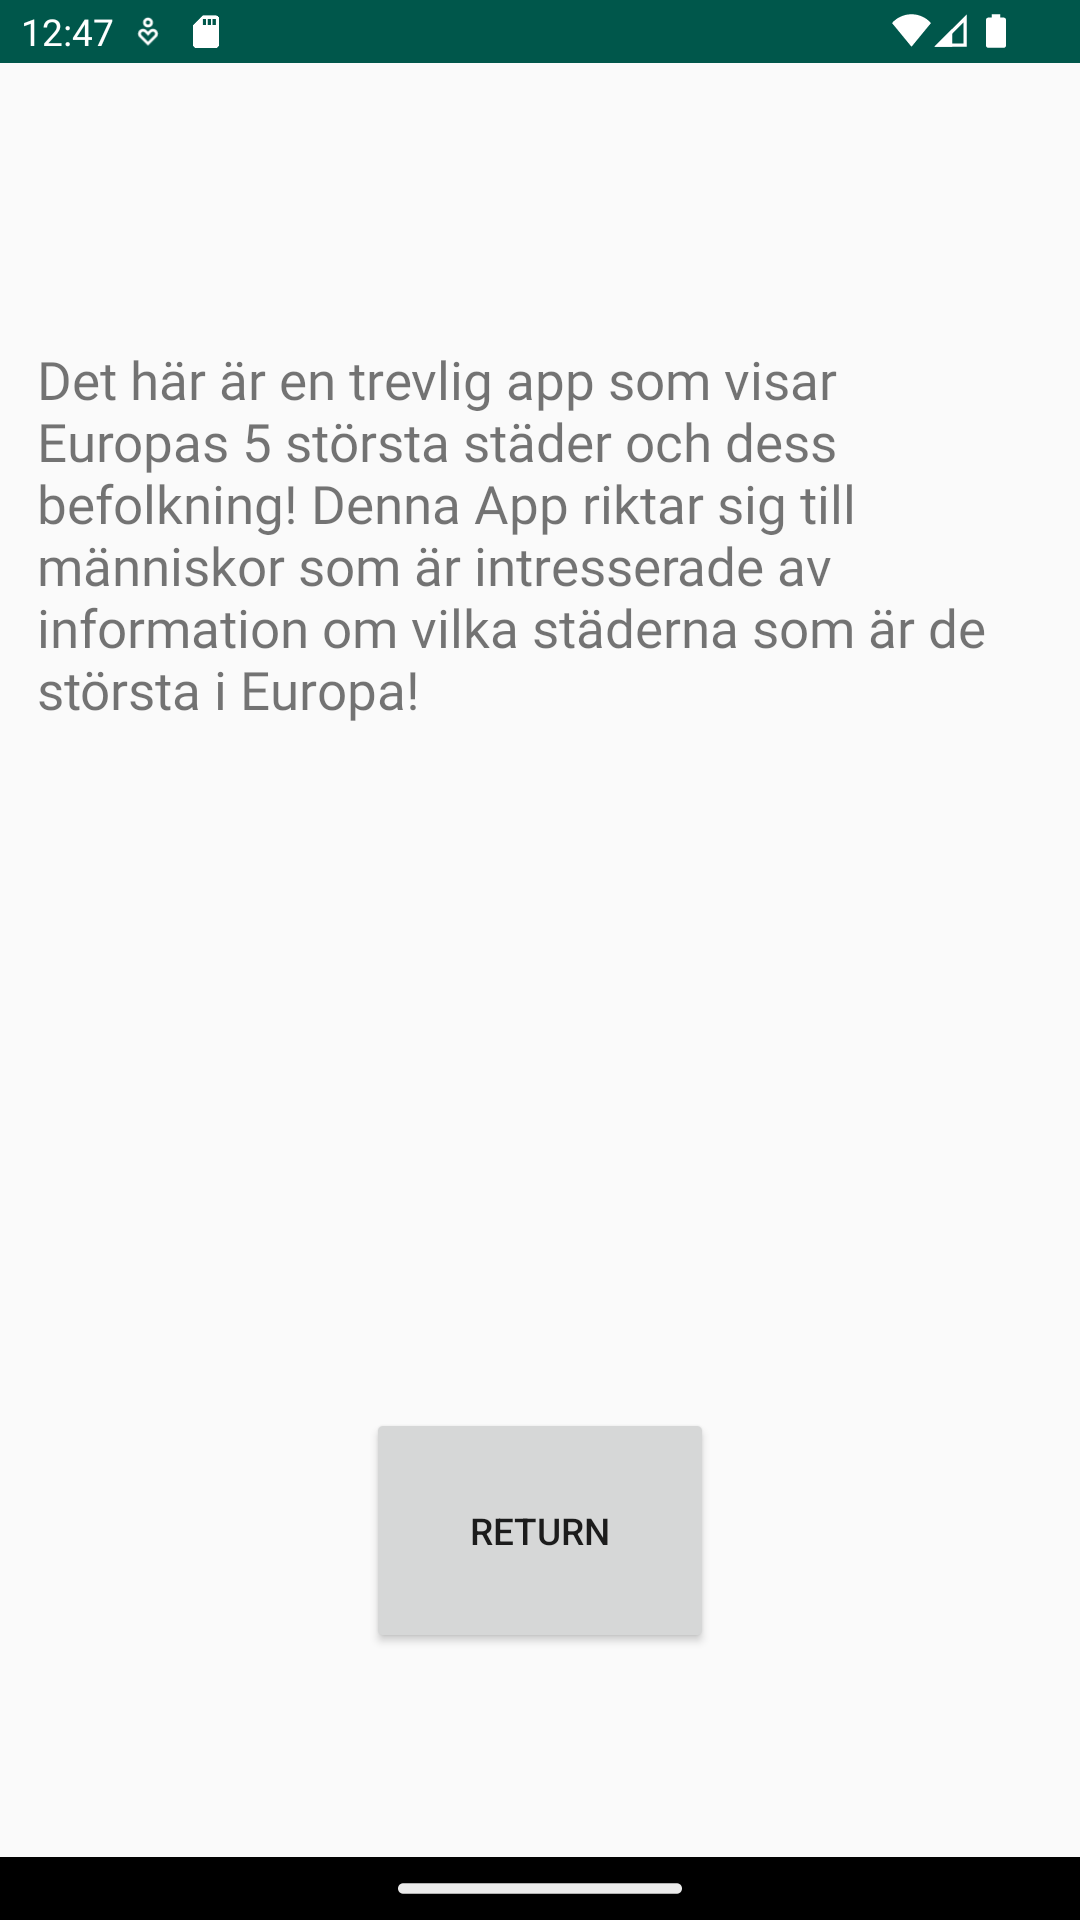 12:47
Det här är en trevlig app som visar
Europas 5 största städer och dess
befolkning! Denna App riktar sig till
människor som är intresserade av
information om vilka städerna som är de
största i Europa!
RETURN